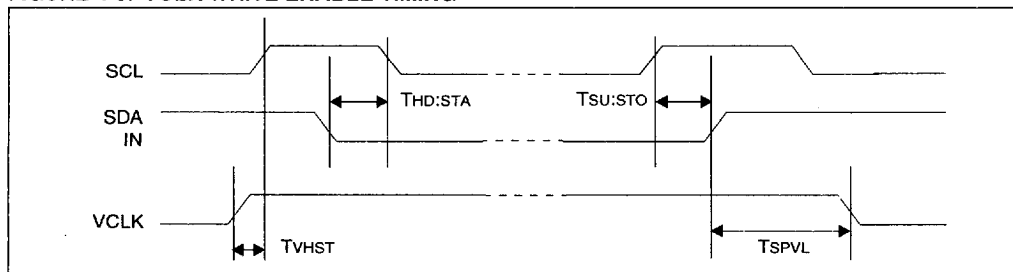 SCL
THD:STA
TSU:STO
SDA
IN
VCLK
TVHST
TSPVL